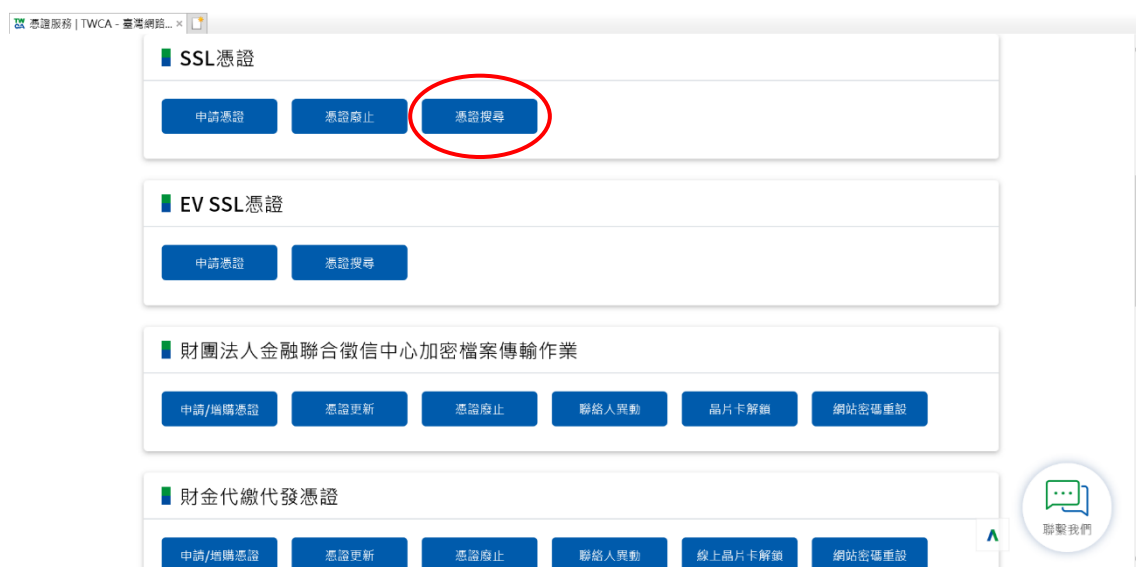 TWCA 憑證服務 | TWCA - 臺灣網路... ×
SSL憑證
申請憑證 憑證廢止 憑證搜尋
EV SSL憑證
申請憑證 憑證搜尋
財團法人金融聯合徵信中心加密檔案傳輸作業
申請/增購憑證 憑證更新 憑證廢止 聯絡人異動 晶片卡解鎖 網站密碼重設
財金代繳代發憑證
申請/增購憑證 憑證更新 憑證廢止 聯絡人異動 線上晶片卡解鎖 網站密碼重設
聯繫我們